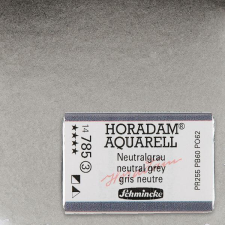 HORADAM®
AQUARELL
Neutralgrau
neutral grey
gris neutre
Schmincke
14 785 ③
★★★★
PR255 PB60 PO62